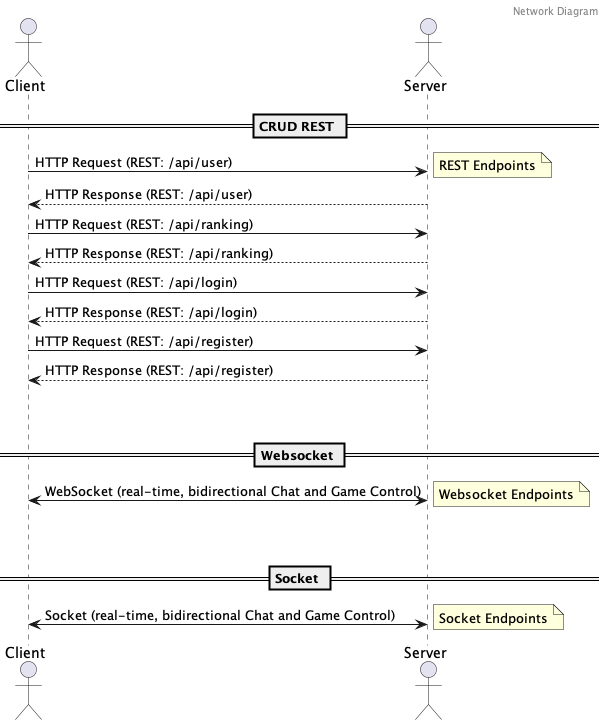 Network Diagram
Client
Server
CRUD REST
HTTP Request (REST: /api/user)
REST Endpoints
HTTP Response (REST: /api/user)
HTTP Request (REST: /api/ranking)
HTTP Response (REST: /api/ranking)
HTTP Request (REST: /api/login)
HTTP Response (REST: /api/login)
HTTP Request (REST: /api/register)
HTTP Response (REST: /api/register)
Websocket
WebSocket (real-time, bidirectional Chat and Game Control)
Websocket Endpoints
Socket
Socket (real-time, bidirectional Chat and Game Control)
Socket Endpoints
Client
Server